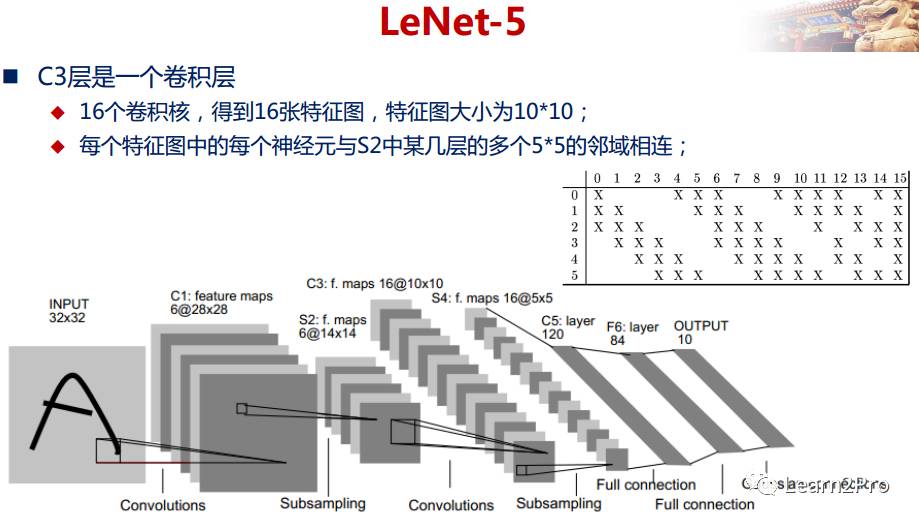 LeNet-5
■ C3层是一个卷积层
◆ 16个卷积核，得到16张特征图，特征图大小为10*10；
◆ 每个特征图中的每个神经元与S2中某几层的多个5*5的邻域相连；
0 1 2 3 4 5 6 7 8 9 10 11 12 13 14 15
0 X X X X X X X X X X
1 X X X X X X X X X X
2 X X X X X X X X X X
3 X X X X X X X X X X
4 X X X X X X X X X X
5 X X X X X X X X X X
INPUT
32x32
C1: feature maps
6@28x28
S2: f. maps
6@14x14
C3: f. maps 16@10x10
S4: f. maps 16@5x5
C5: layer
120
F6: layer
84
OUTPUT
10
Convolutions
Subsampling
Convolutions
Subsampling
Full connection
Full connection
Learn2Pro